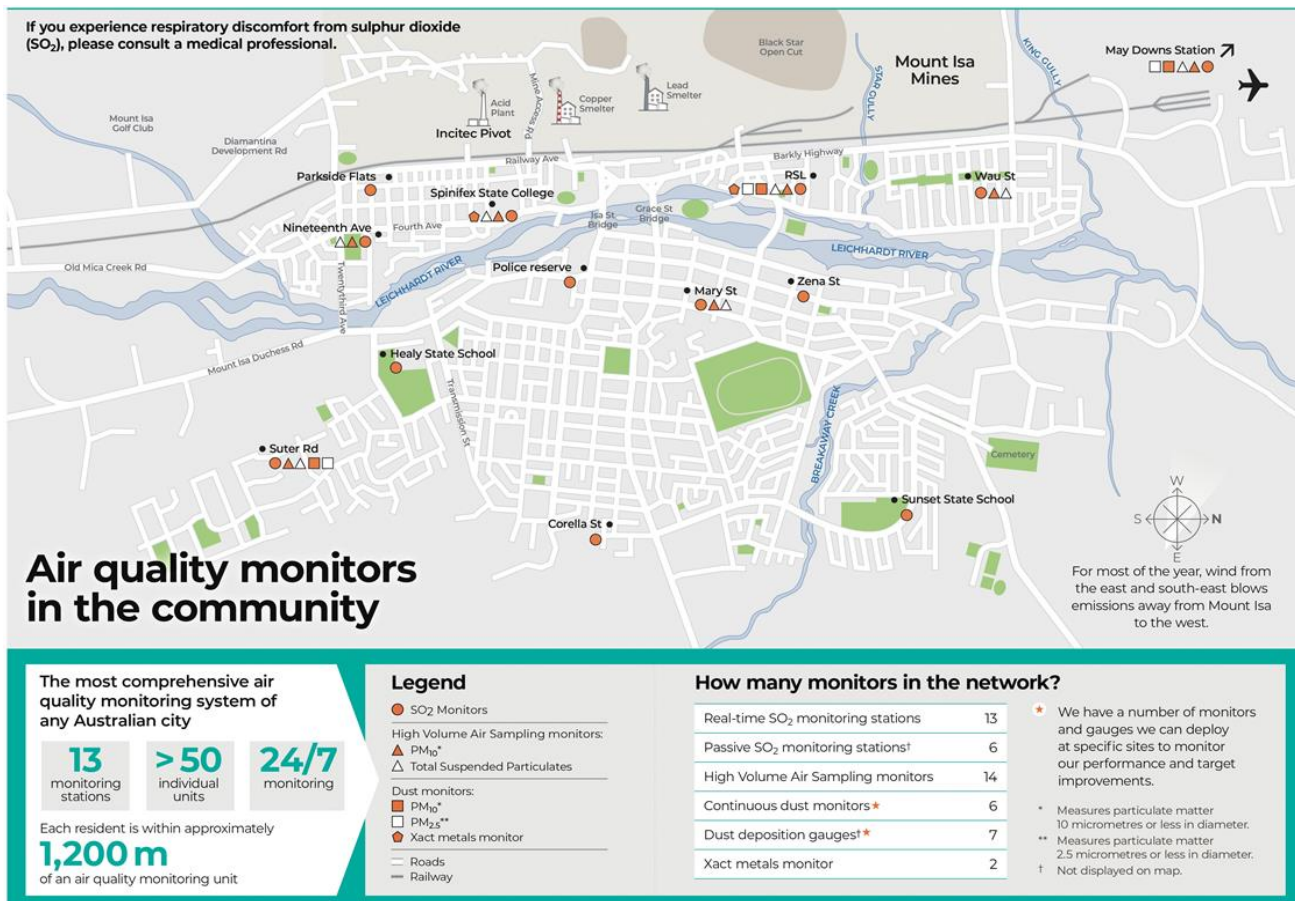 If you experience respiratory discomfort from sulphur dioxide
(SO₂), please consult a medical professional.
Black Star
Open Cut
Mount Isa
Mines
STAR GULLY
KING GULLY
May Downs Station
Mount Isa
Golf Club
Diamantina
Development Rd
Acid
Plant
Incitec Pivot
Mine Access Rd
Copper
Smelter
Lead
Smelter
Railway Ave
Barkly Highway
Parkside Flats
Spinifex State College
RSL
Wau St
Nineteenth Ave
Fourth Ave
Isa St
Bridge
Grace St
Bridge
Old Mica Creek Rd
Twentythird Ave
LEICHHARDT RIVER
LEICHHARDT RIVER
Police reserve
Mary St
Zena St
Mount Isa Duchess Rd
Healy State School
Transmission St
BREAKAWAY CREEK
Suter Rd
Cemetery
Sunset State School
Corella St
W
S
N
E
Air quality monitors
in the community
For most of the year, wind from
the east and south-east blows
emissions away from Mount Isa
to the west.
The most comprehensive air
quality monitoring system of
any Australian city
13
monitoring
stations
> 50
individual
units
24/7
monitoring
Each resident is within approximately
1,200 m
of an air quality monitoring unit
Legend
SO₂ Monitors
High Volume Air Sampling monitors:
PM₁₀*
Total Suspended Particulates
Dust monitors:
PM₁₀*
PM₂.₅**
Xact metals monitor
Roads
Railway
How many monitors in the network?
Real-time SO₂ monitoring stations 13
Passive SO₂ monitoring stations† 6
High Volume Air Sampling monitors 14
Continuous dust monitors★ 6
Dust deposition gauges†★ 7
Xact metals monitor 2
★ We have a number of monitors
and gauges we can deploy
at specific sites to monitor
our performance and target
improvements.
* Measures particulate matter
10 micrometres or less in diameter.
** Measures particulate matter
2.5 micrometres or less in diameter.
† Not displayed on map.